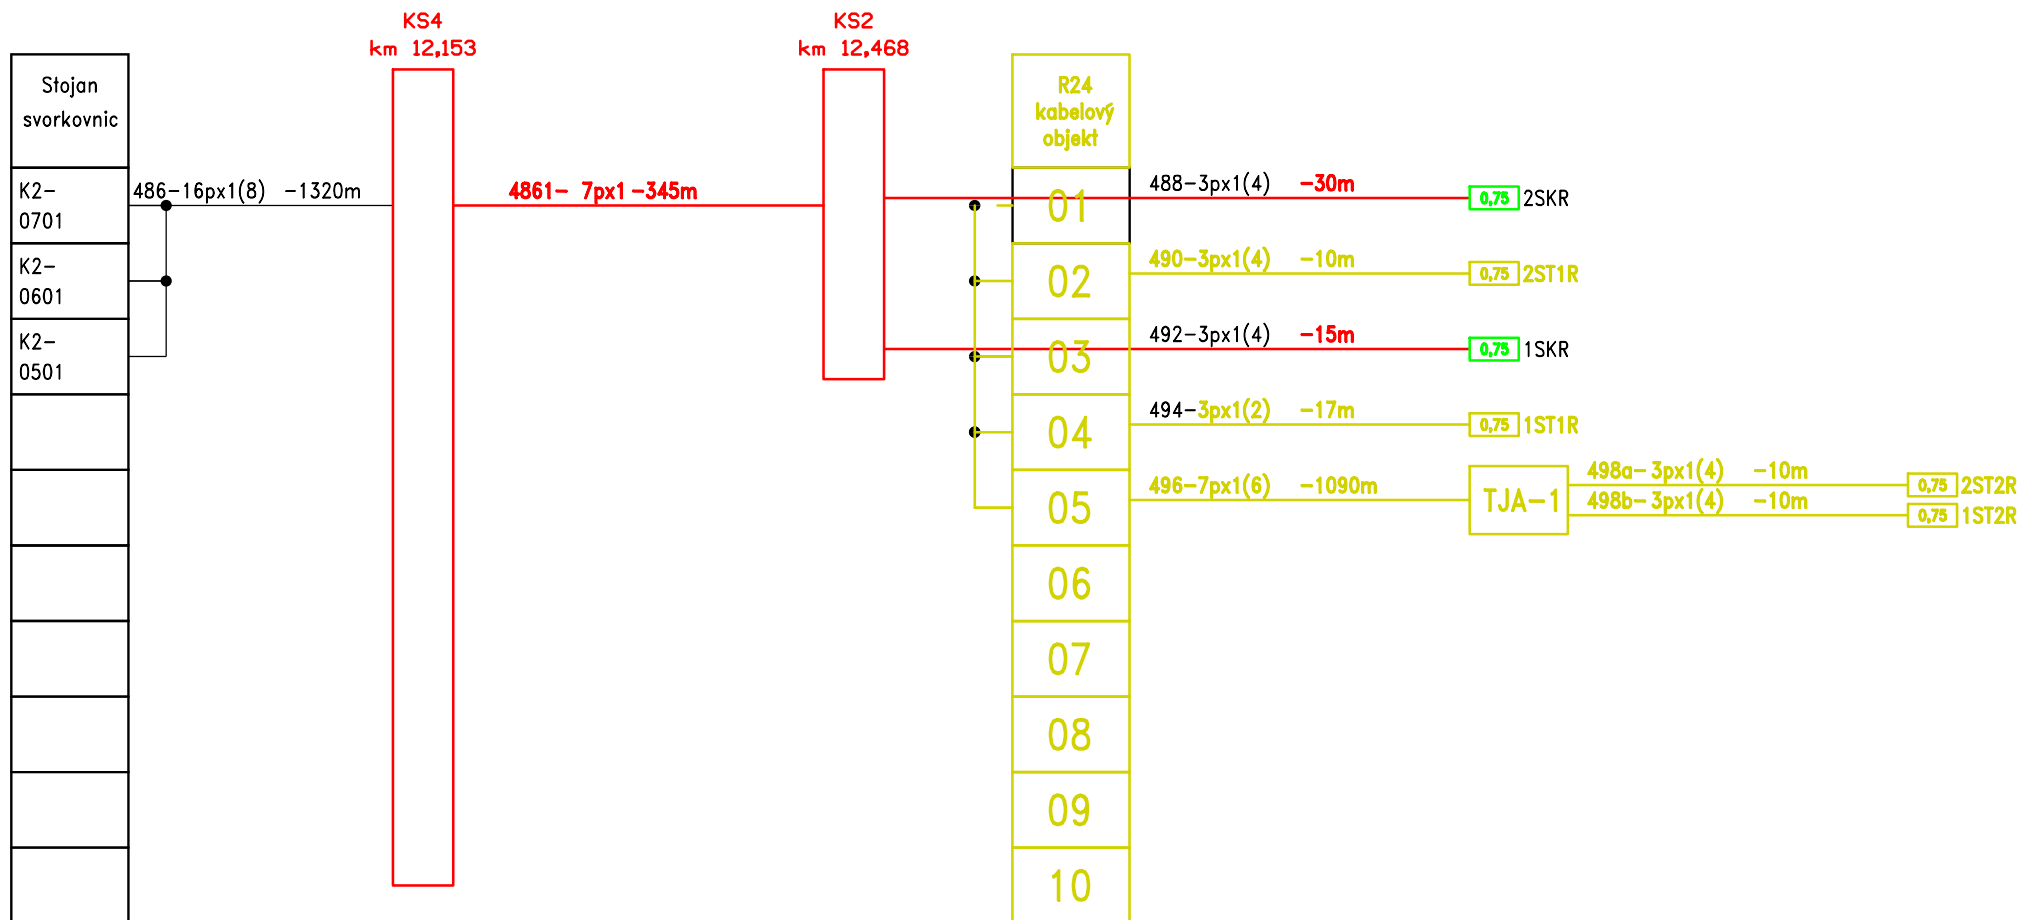 KS4
km 12,153
KS2
km 12,468
Stojan
svorkovnic
R24
kabelový
objekt
K2-
0701
486-16px1(8) -1320m
4861- 7px1 -345m
01
488-3px1(4) -30m
0,75 2SKR
K2-
0601
02
490-3px1(4) -10m
0,75 2ST1R
K2-
0501
03
492-3px1(4) -15m
0,75 1SKR
04
494-3px1(2) -17m
0,75 1ST1R
05
496-7px1(6) -1090m
TJA-1
498a-3px1(4) -10m
0,75 2ST2R
498b-3px1(4) -10m
0,75 1ST2R
06
07
08
09
10